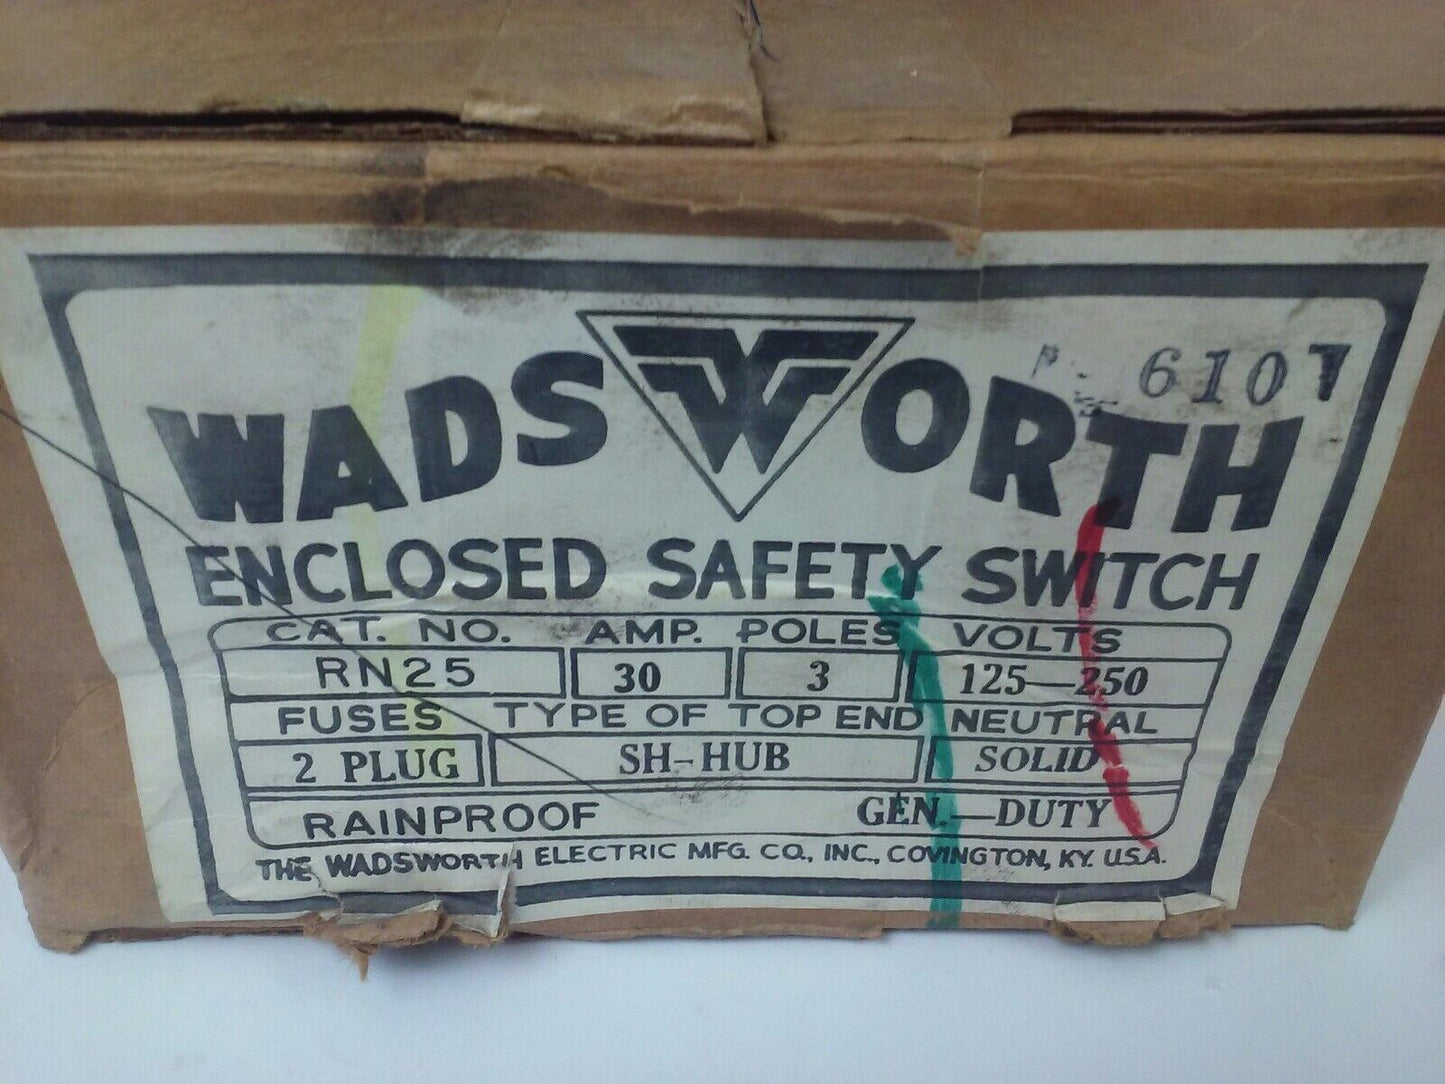 6107
WADSWORTH
ENCLOSED SAFETY SWITCH
CAT. NO. AMP. POLES VOLTS
RN25 30 3 125-250
FUSES TYPE OF TOP END NEUTRAL
2 PLUG SH-HUB SOLID
RAINPROOF GEN.-DUTY
THE WADSWORTH ELECTRIC MFG. CO., INC., COVINGTON, KY. U.S.A.